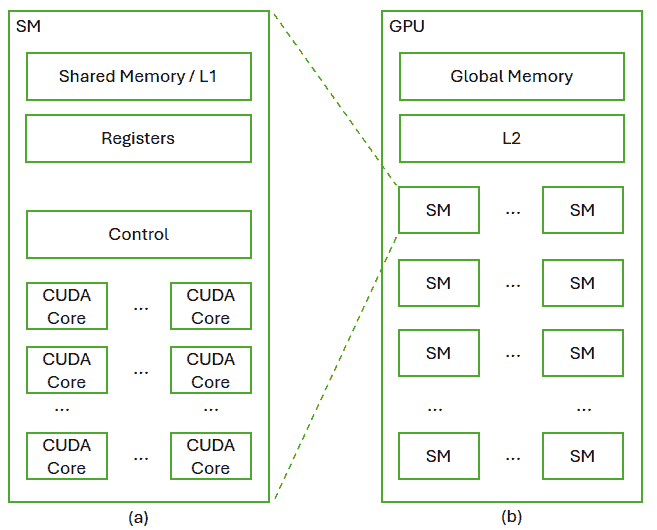 SM
Shared Memory / L1
Registers
Control
CUDA
Core
...
CUDA
Core
CUDA
Core
...
CUDA
Core
...
...
CUDA
Core
...
CUDA
Core
(a)
GPU
Global Memory
L2
SM ... SM
SM ... SM
SM ... SM
... ...
SM ... SM
(b)